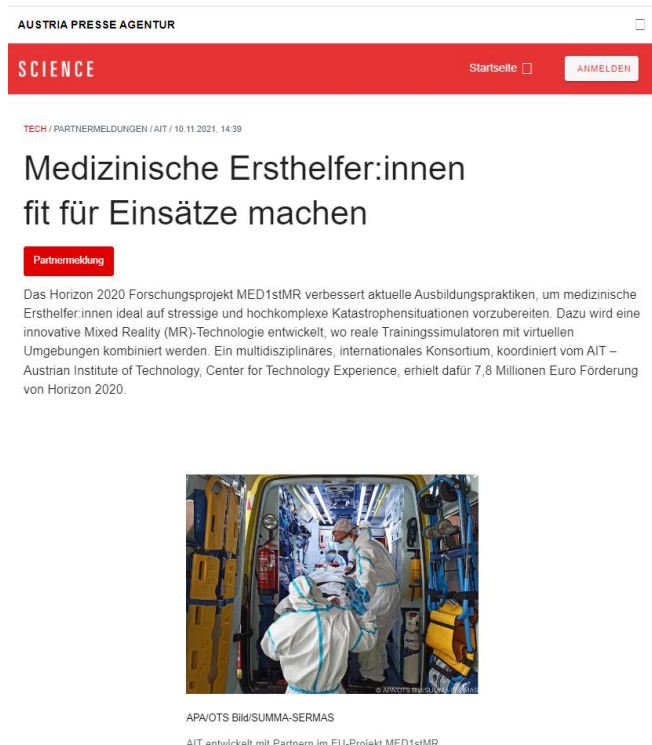 AUSTRIA PRESSE AGENTUR
SCIENCE
Startseite
ANMELDEN
TECH / PARTNERMELDUNGEN / AIT / 10.11.2021, 14:39
Medizinische Ersthelfer:innen
fit für Einsätze machen
Partnermeldung
Das Horizon 2020 Forschungsprojekt MED1stMR verbessert aktuelle Ausbildungspraktiken, um medizinische
Ersthelfer:innen ideal auf stressige und hochkomplexe Katastrophensituationen vorzubereiten. Dazu wird eine
innovative Mixed Reality (MR)-Technologie entwickelt, wo reale Trainingssimulatoren mit virtuellen
Umgebungen kombiniert werden. Ein multidisziplinäres, internationales Konsortium, koordiniert vom AIT –
Austrian Institute of Technology, Center for Technology Experience, erhielt dafür 7,8 Millionen Euro Förderung
von Horizon 2020.
© APA/OTS Bild/SUMMA-SERMAS
APA/OTS Bild/SUMMA-SERMAS
AIT entwickelt mit Partnern im EU-Projekt MED1stMR